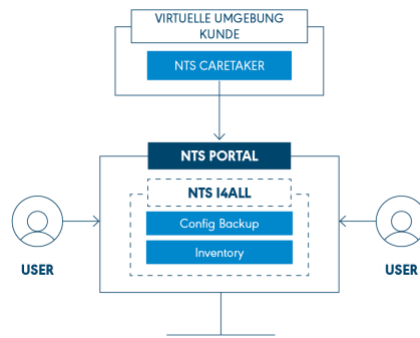 VIRTUELLE UMGEBUNG
KUNDE
NTS CARETAKER
NTS PORTAL
NTS I4ALL
Config Backup
Inventory
USER
USER